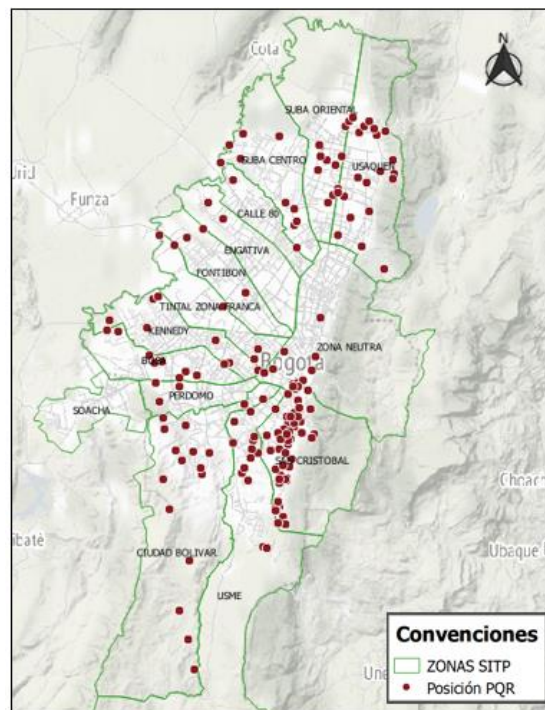 Cota
N
SUBA ORIENTAL
SUBA CENTRO
USAQUEN
Funza
CALLE 80
ENGATIVA
FONTIBON
TINTAL ZONA FRANCA
KENNEDY
ZONA NEUTRA
Bogotá
BOSA
PERDOMO
SOACHA
SAN CRISTOBAL
Choach
Ubaque
CIUDAD BOLIVAR
USME
Convenciones
ZONAS SITP
Posición PQR